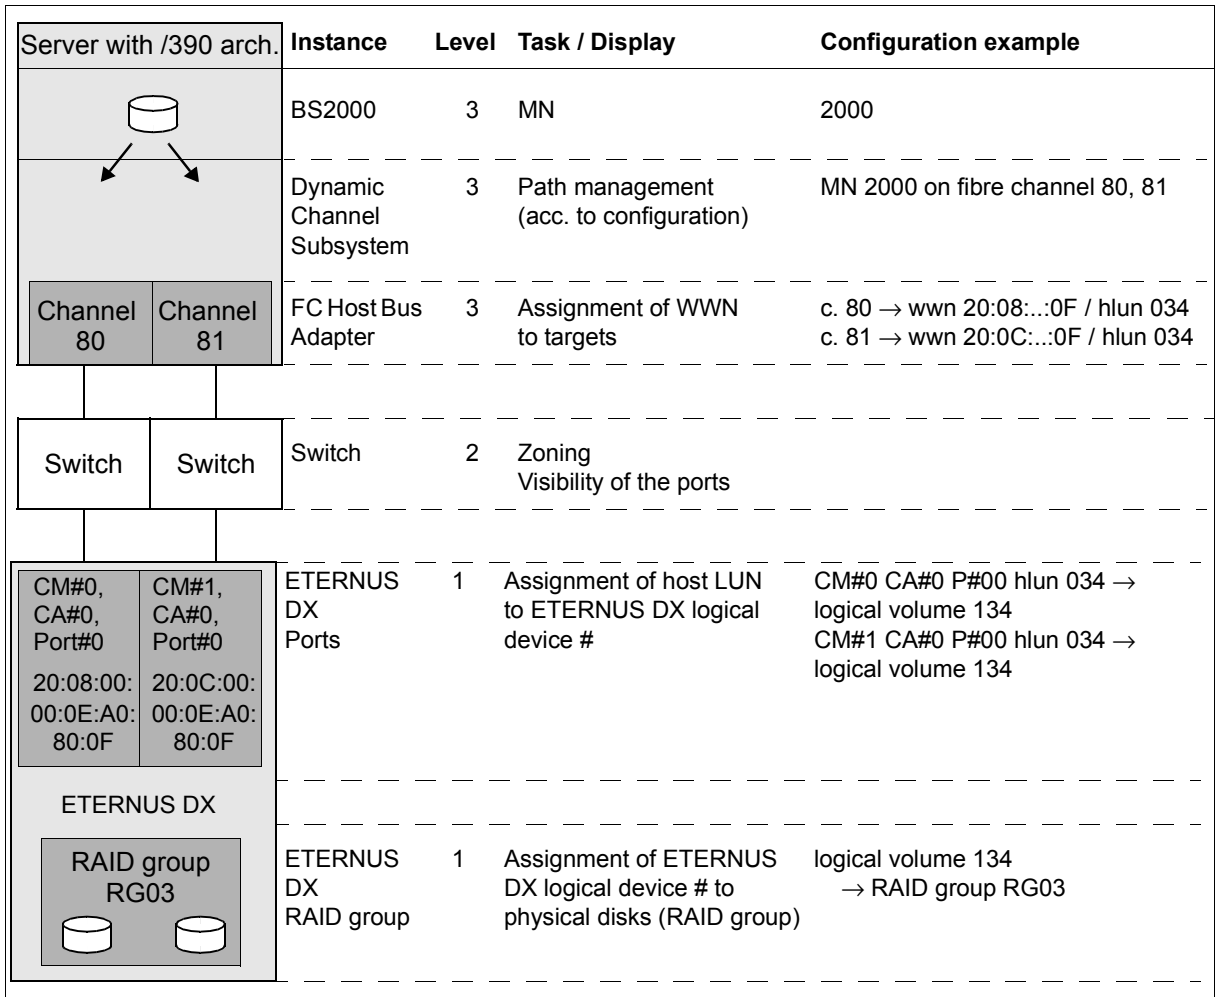 Server with /390 arch. Instance Level Task / Display Configuration example
BS2000 3 MN 2000
Dynamic 3 Path management MN 2000 on fibre channel 80, 81
Channel (acc. to configuration)
Subsystem
Channel Channel FC Host Bus 3 Assignment of WWN c. 80 → wwn 20:08:..:0F / hlun 034
80 81 Adapter to targets c. 81 → wwn 20:0C:..:0F / hlun 034
Switch Switch Switch 2 Zoning
Visibility of the ports
CM#0, CM#1, ETERNUS 1 Assignment of host LUN CM#0 CA#0 P#00 hlun 034 →
CA#0, CA#0, DX to ETERNUS DX logical logical volume 134
Port#0 Port#0 Ports device # CM#1 CA#0 P#00 hlun 034 →
logical volume 134
20:08:00: 20:0C:00:
00:0E:A0: 00:0E:A0:
80:0F 80:0F
ETERNUS DX
RAID group ETERNUS 1 Assignment of ETERNUS logical volume 134
RG03 DX DX logical device # to → RAID group RG03
RAID group physical disks (RAID group)